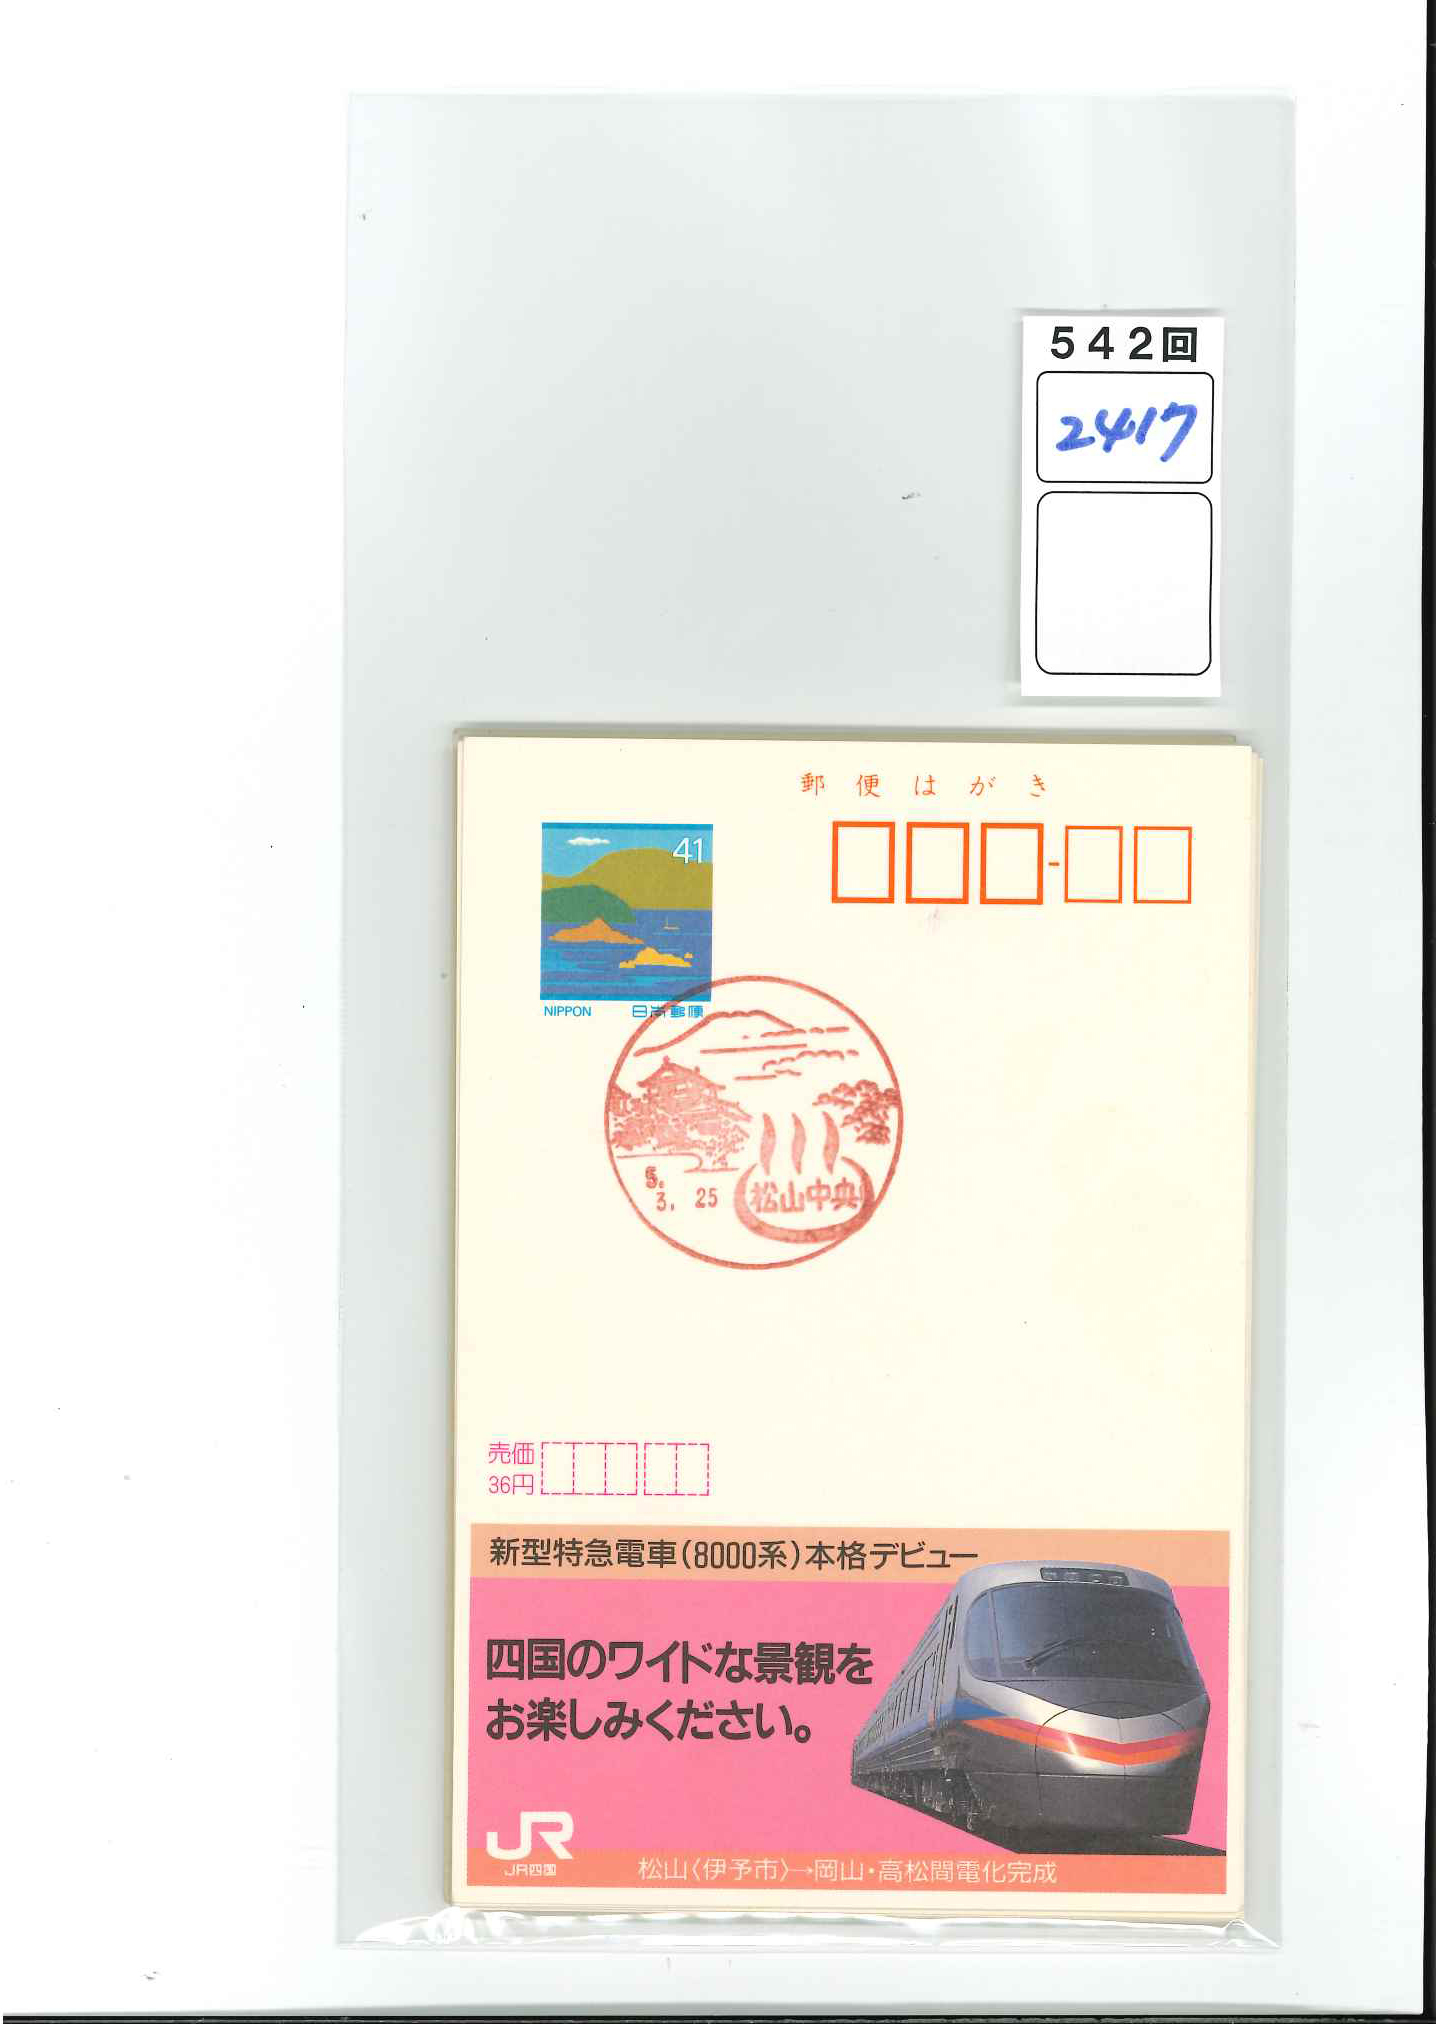 542回
2417
郵便はがき
41
NIPPON 日本郵便
5.
3. 25
松山中央
売価
36円
新型特急電車(8000系)本格デビュー
四国のワイドな景観を
お楽しみください。
JR
JR四国
松山〈伊予市〉→岡山・高松間電化完成